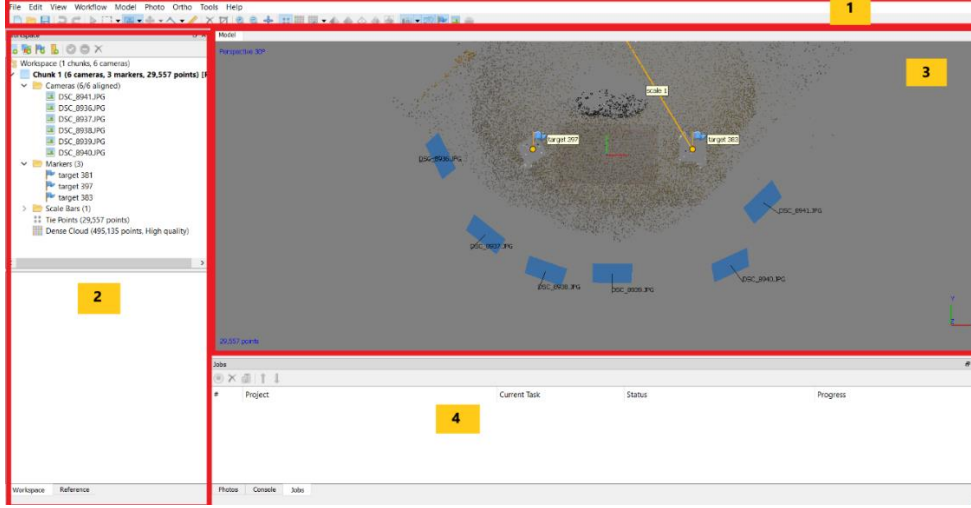 File Edit View Workflow Model Photo Ortho Tools Help
1
Workspace
Workspace (1 chunks, 6 cameras)
Chunk 1 (6 cameras, 3 markers, 29,557 points) [R
Cameras (6/6 aligned)
DSC_8941.JPG
DSC_8936.JPG
DSC_8937.JPG
DSC_8938.JPG
DSC_8939.JPG
DSC_8940.JPG
Markers (3)
target 381
target 397
target 383
Scale Bars (1)
Tie Points (29,557 points)
Dense Cloud (495,135 points, High quality)
2
Workspace Reference
Model
Perspective 30°
3
scale 1
target 397
target 383
DSC_8936.JPG
DSC_8941.JPG
DSC_8937.JPG
DSC_8938.JPG
DSC_8939.JPG
DSC_8940.JPG
Y
29,557 points
Jobs
# Project Current Task Status Progress
4
Photos Console Jobs